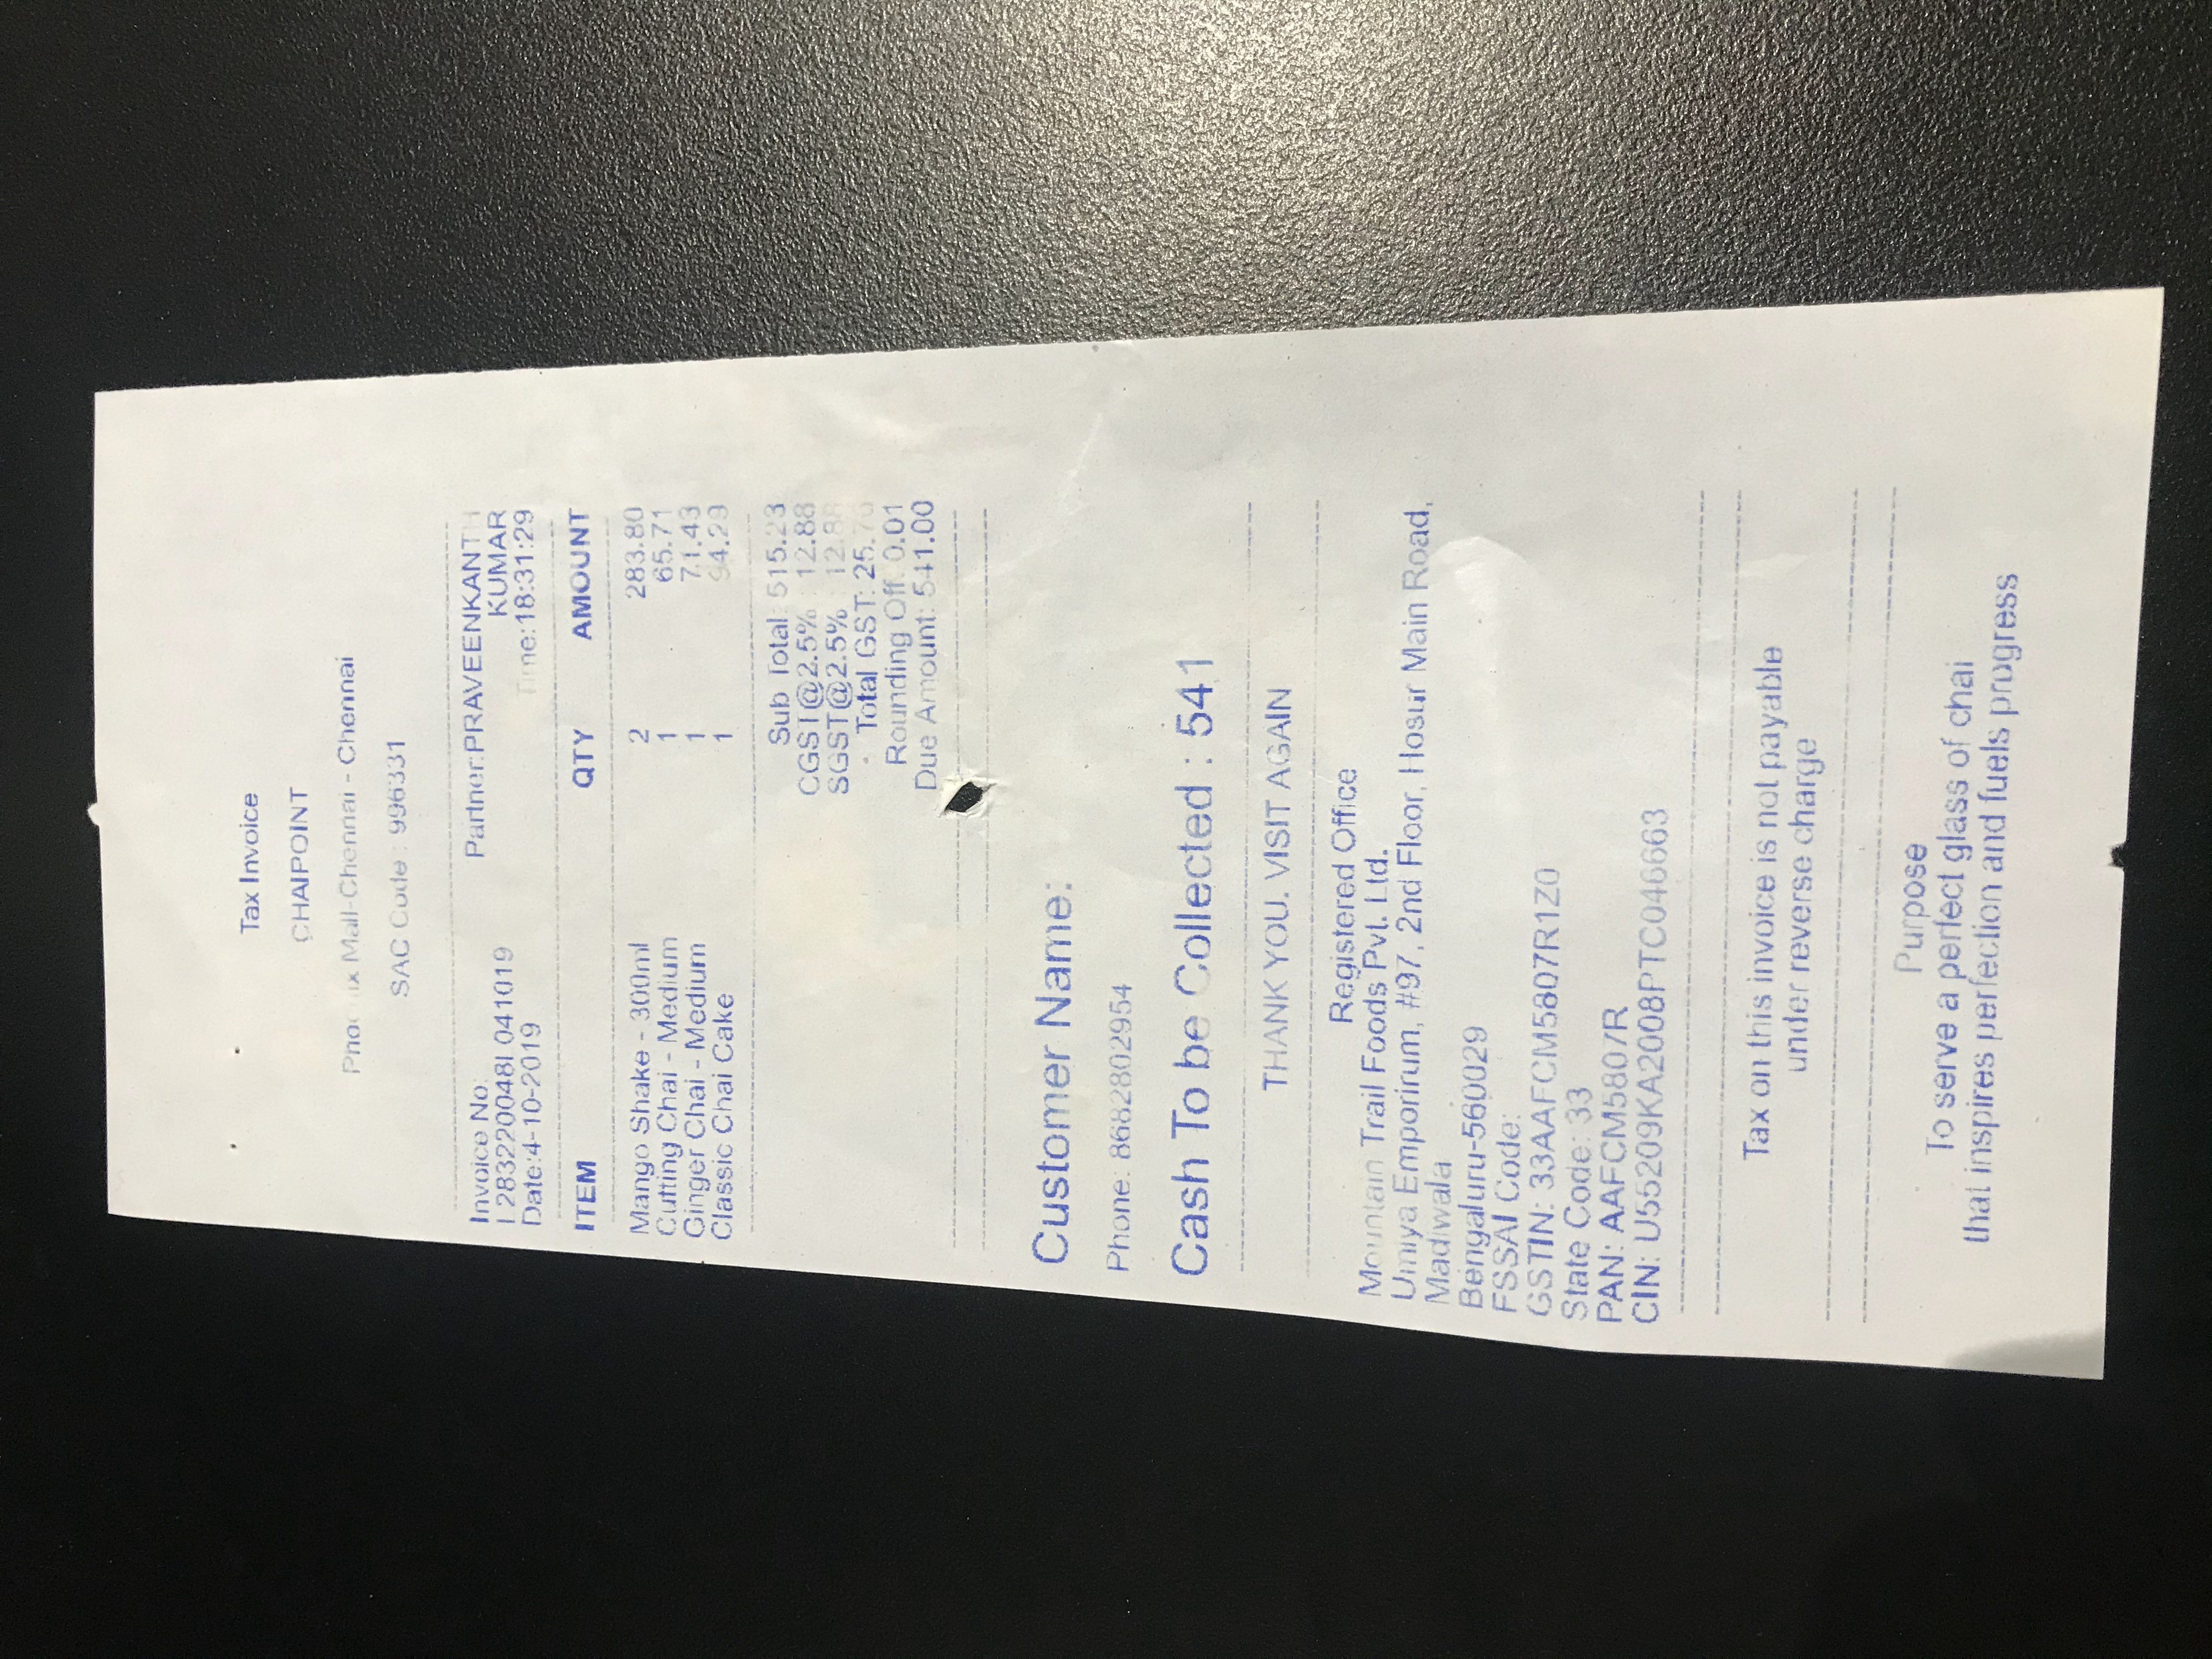 Tax Invoice
CHAIPOINT
Phoenix Mall-Chennai - Chennai
SAC Code : 996331
Invoice No: Partner:PRAVEENKANTH
L283220048L041019 KUMAR
Date:4-10-2019 Time:18:31:29
ITEM QTY AMOUNT
Mango Shake - 300ml 2 283.80
Cutting Chai - Medium 1 65.71
Ginger Chai - Medium 1 71.43
Classic Chai Cake 1 94.29
Sub Total: 515.23
CGST@2.5% : 12.88
SGST@2.5% : 12.88
Total GST: 25.76
Rounding Off: 0.01
Due Amount: 541.00
Customer Name:
Phone: 8682802954
Cash To be Collected : 541
THANK YOU. VISIT AGAIN
Registered Office
Mountain Trail Foods Pvt. Ltd.
Umiya Emporirum, #97, 2nd Floor, Hosur Main Road,
Madiwala
Bengaluru-560029
FSSAI Code:
GSTIN: 33AAFCM5807R1Z0
State Code: 33
PAN: AAFCM5807R
CIN: U55209KA2008PTC046663
Tax on this invoice is not payable
under reverse charge
Purpose
To serve a perfect glass of chai
that inspires perfection and fuels progress